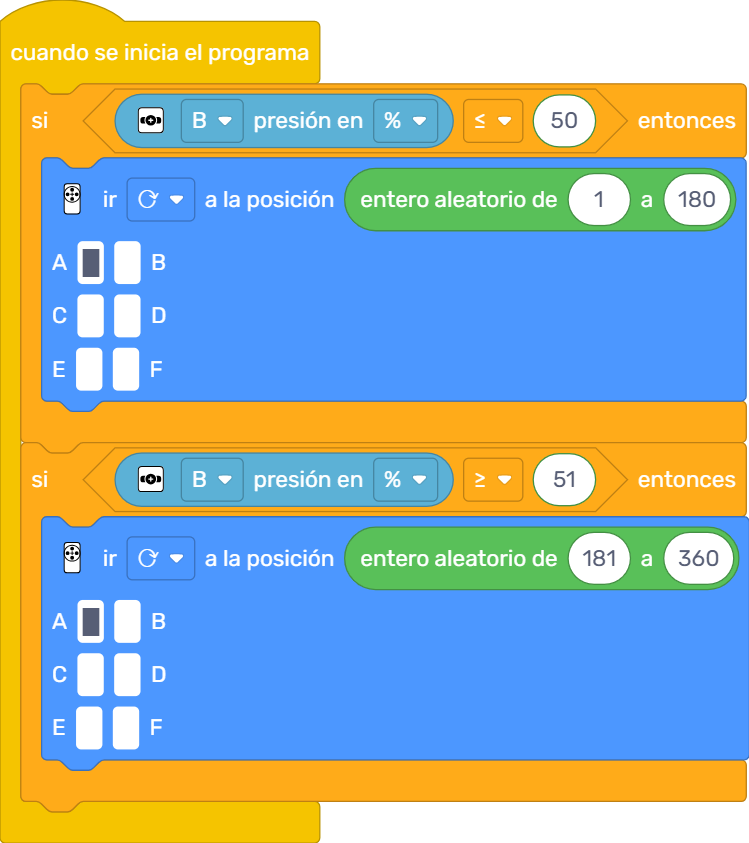 cuando se inicia el programa
si B presión en % ≤ 50 entonces
ir a la posición entero aleatorio de 1 a 180
A B
C D
E F
si B presión en % ≥ 51 entonces
ir a la posición entero aleatorio de 181 a 360
A B
C D
E F